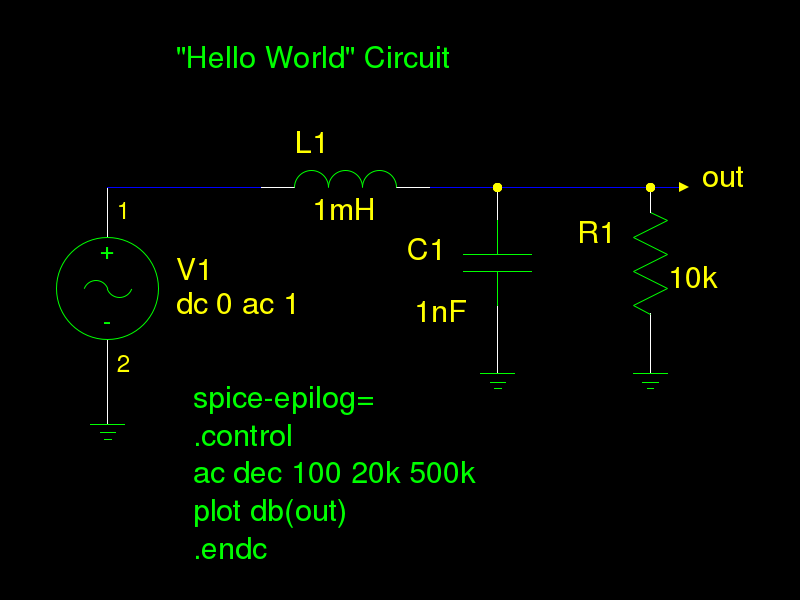 "Hello World" Circuit
L1
1mH
out
1
+
V1
dc 0 ac 1
-
2
C1
1nF
R1
10k
spice-epilog=
.control
ac dec 100 20k 500k
plot db(out)
.endc